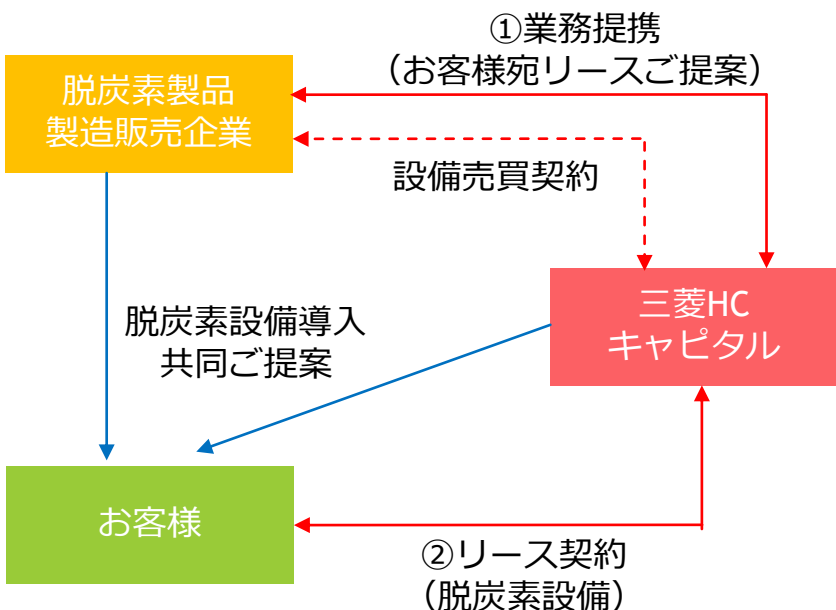 ①業務提携
（お客様宛リースご提案）
脱炭素製品
製造販売企業
設備売買契約
三菱HC
キャピタル
脱炭素設備導入
共同ご提案
お客様
②リース契約
（脱炭素設備）